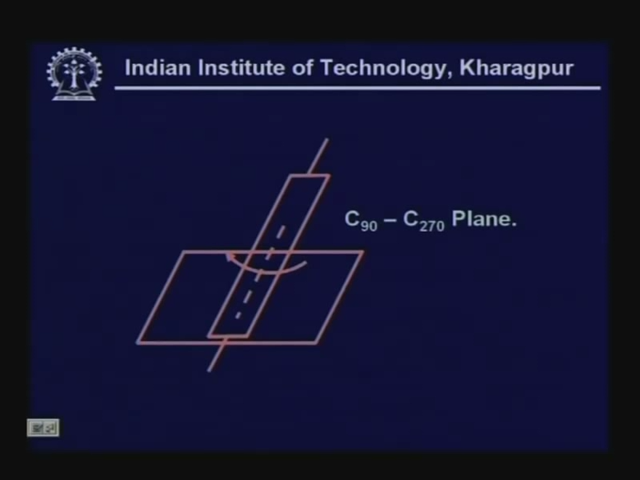 Indian Institute of Technology, Kharagpur
C₉₀ – C₂₇₀ Plane.